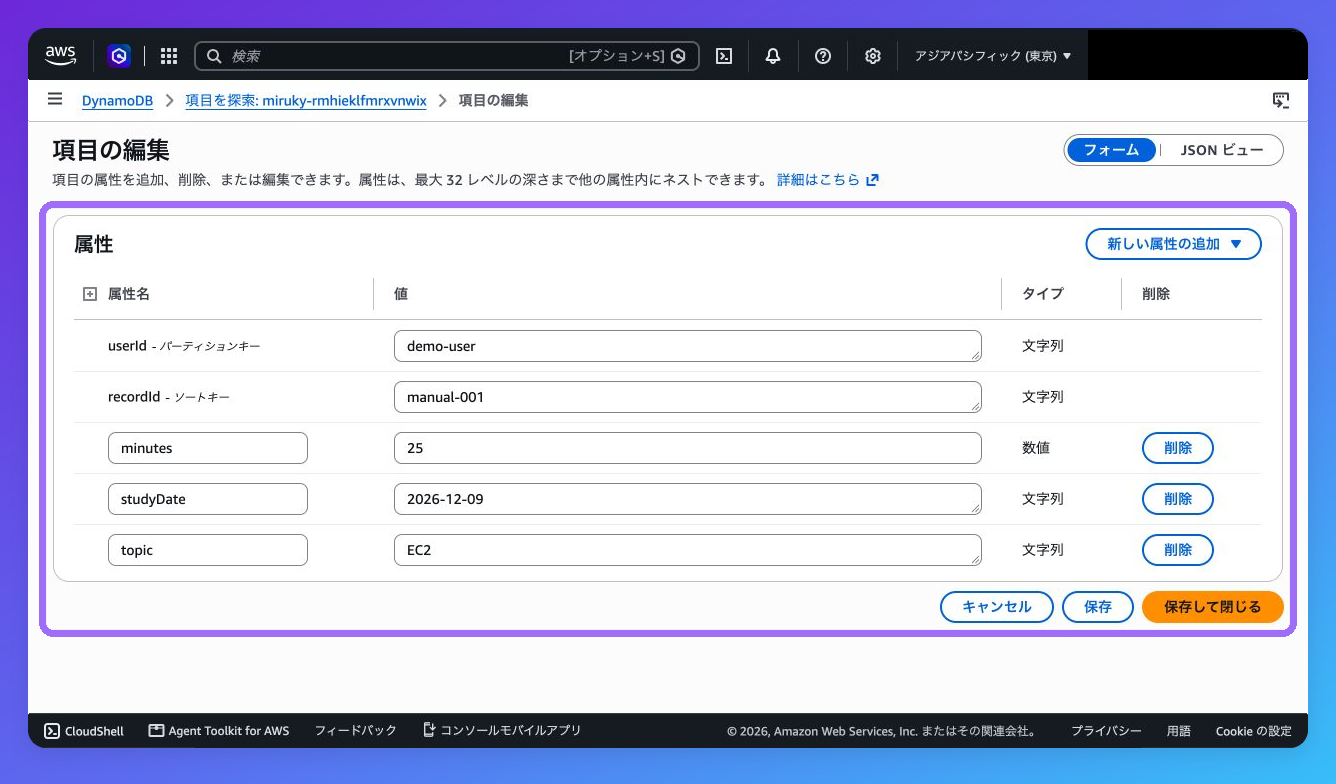 aws
検索
[オプション+S]
アジアパシフィック (東京)
DynamoDB
項目を探索: miruky-rmhieklfmrxvnwix
項目の編集
項目の編集
フォーム
JSON ビュー
項目の属性を追加、削除、または編集できます。属性は、最大 32 レベルの深さまで他の属性内にネストできます。 詳細はこちら
属性
新しい属性の追加
属性名 値 タイプ 削除
userId - パーティションキー demo-user 文字列
recordId - ソートキー manual-001 文字列
minutes 25 数値 削除
studyDate 2026-12-09 文字列 削除
topic EC2 文字列 削除
キャンセル 保存 保存して閉じる
CloudShell Agent Toolkit for AWS フィードバック コンソールモバイルアプリ © 2026, Amazon Web Services, Inc. またはその関連会社。 プライバシー 用語 Cookie の設定